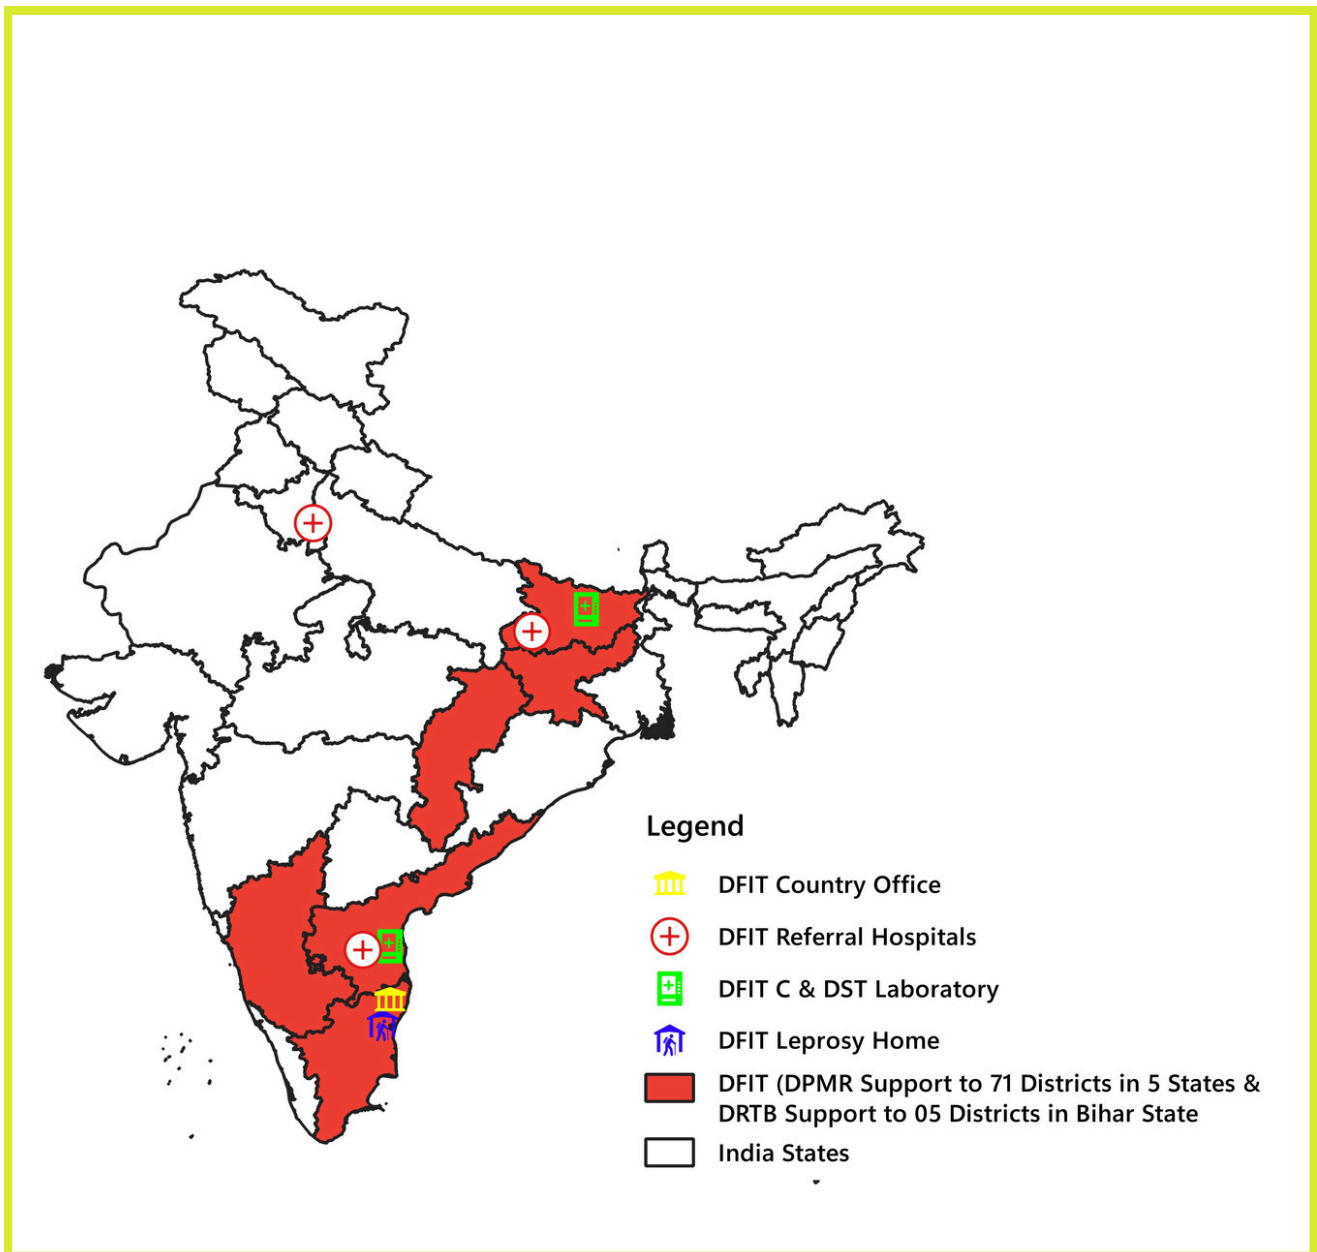 Legend
DFIT Country Office
DFIT Referral Hospitals
DFIT C & DST Laboratory
DFIT Leprosy Home
DFIT (DPMR Support to 71 Districts in 5 States &
DRTB Support to 05 Districts in Bihar State
India States